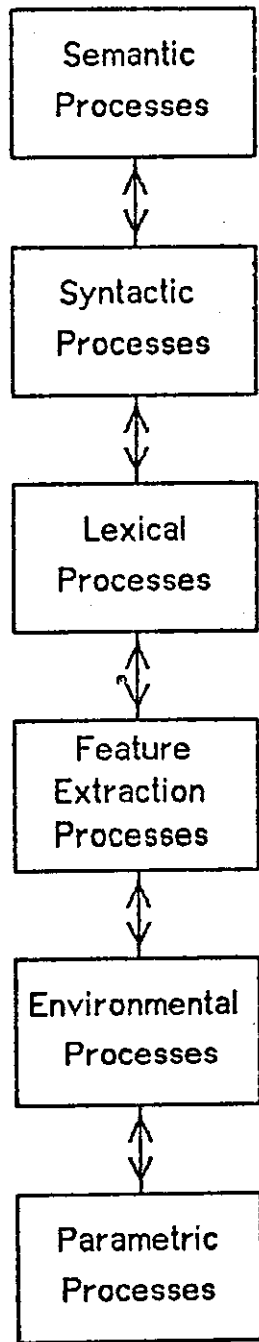 Semantic
Processes
Syntactic
Processes
Lexical
Processes
Feature
Extraction
Processes
Environmental
Processes
Parametric
Processes